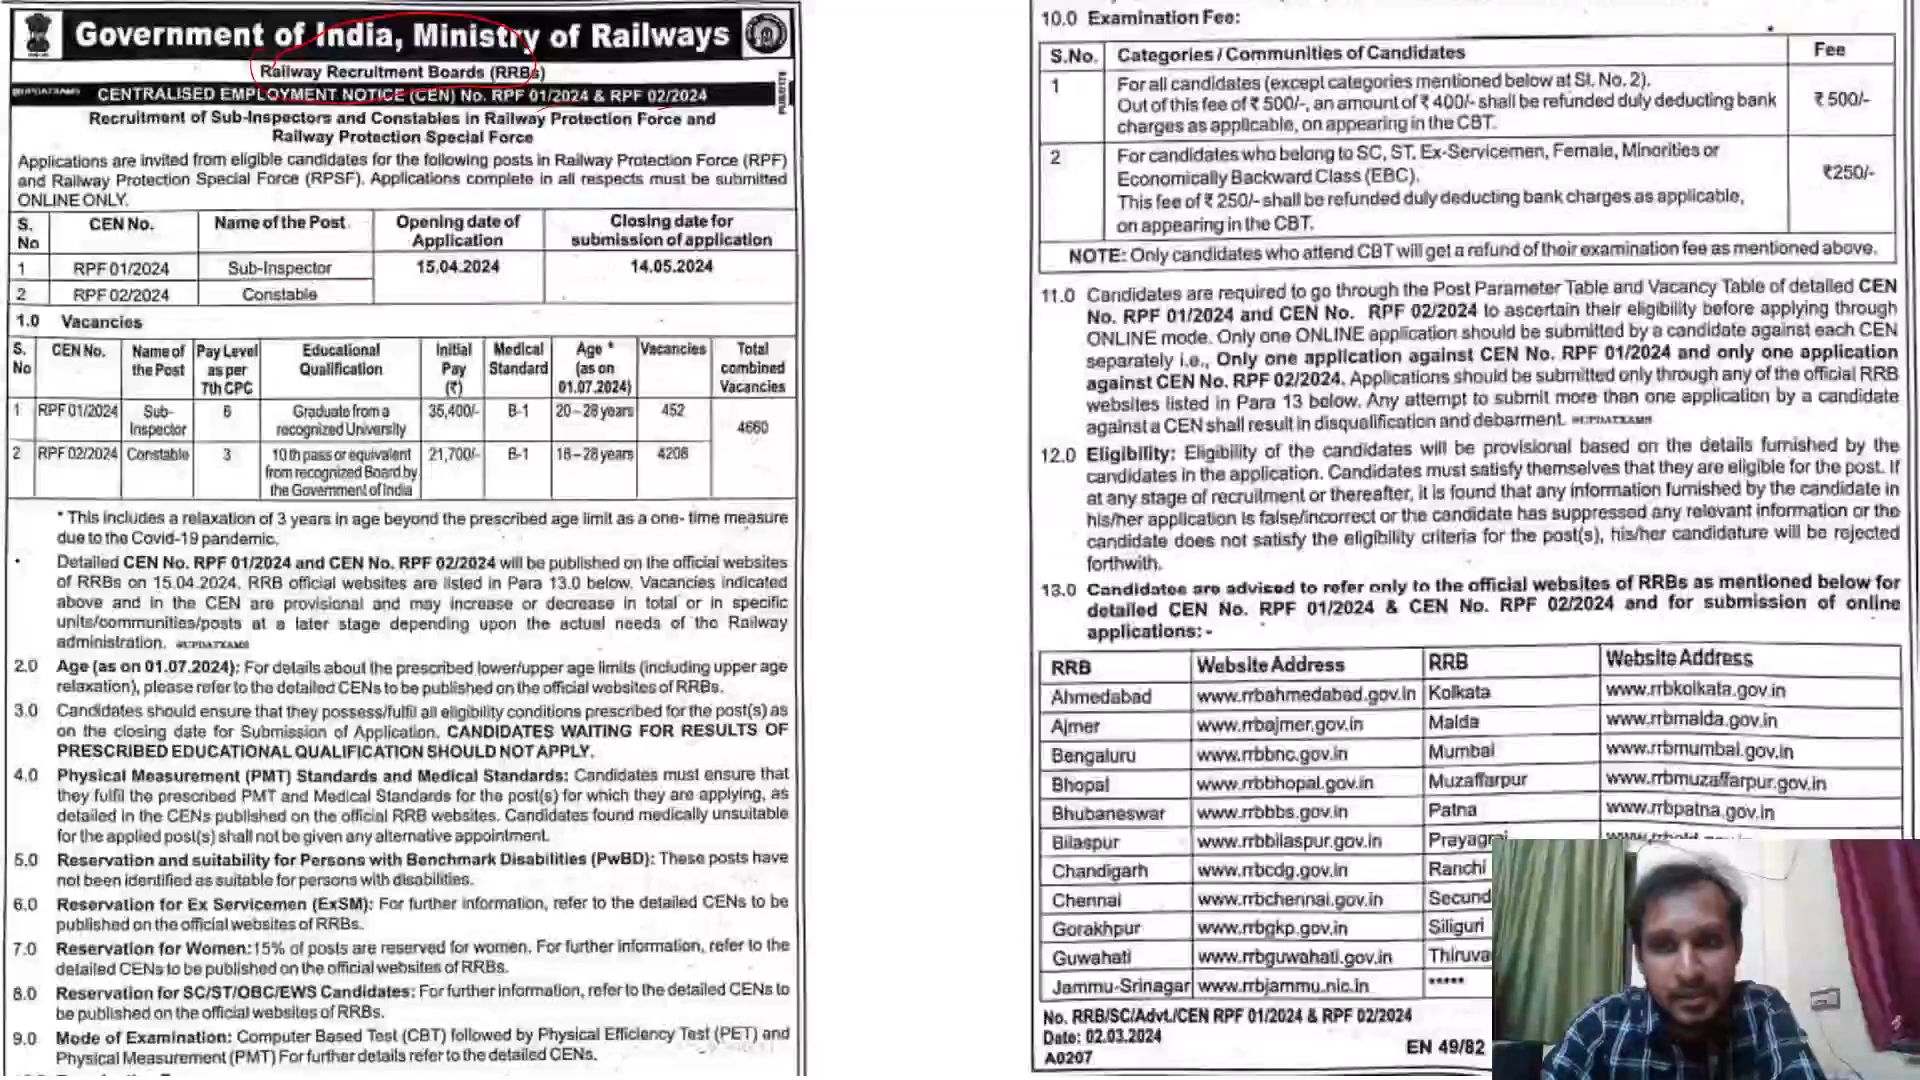 Government of India, Ministry of Railways
Railway Recruitment Boards (RRBs)
CENTRALISED EMPLOYMENT NOTICE (CEN) No. RPF 01/2024 & RPF 02/2024
Recruitment of Sub-Inspectors and Constables in Railway Protection Force and
Railway Protection Special Force
Applications are invited from eligible candidates for the following posts in Railway Protection Force (RPF)
and Railway Protection Special Force (RPSF). Applications complete in all respects must be submitted
ONLINE ONLY.
S. No CEN No. Name of the Post Opening date of Application Closing date for submission of application
1 RPF 01/2024 Sub-Inspector 15.04.2024 14.05.2024
2 RPF 02/2024 Constable
1.0 Vacancies
S. No CEN No. Name of the Post Pay Level as per 7th CPC Educational Qualification Initial Pay (₹) Medical Standard Age * (as on 01.07.2024) Vacancies Total combined Vacancies
1 RPF 01/2024 Sub-Inspector 6 Graduate from a recognized University 35,400/- B-1 20-28 years 452 4660
2 RPF 02/2024 Constable 3 10th pass or equivalent from recognized Board by the Government of India 21,700/- B-1 18-28 years 4208
* This includes a relaxation of 3 years in age beyond the prescribed age limit as a one-time measure
due to the Covid-19 pandemic.
• Detailed CEN No. RPF 01/2024 and CEN No. RPF 02/2024 will be published on the official websites
of RRBs on 15.04.2024. RRB official websites are listed in Para 13.0 below. Vacancies indicated
above and in the CEN are provisional and may increase or decrease in total or in specific
units/communities/posts at a later stage depending upon the actual needs of the Railway
administration. #UPDATXAMS
2.0 Age (as on 01.07.2024): For details about the prescribed lower/upper age limits (including upper age
relaxation), please refer to the detailed CENs to be published on the official websites of RRBs.
3.0 Candidates should ensure that they possess/fulfil all eligibility conditions prescribed for the post(s) as
on the closing date for Submission of Application. CANDIDATES WAITING FOR RESULTS OF
PRESCRIBED EDUCATIONAL QUALIFICATION SHOULD NOT APPLY.
4.0 Physical Measurement (PMT) Standards and Medical Standards: Candidates must ensure that
they fulfil the prescribed PMT and Medical Standards for the post(s) for which they are applying, as
detailed in the CENs published on the official RRB websites. Candidates found medically unsuitable
for the applied post(s) shall not be given any alternative appointment.
5.0 Reservation and suitability for Persons with Benchmark Disabilities (PwBD): These posts have
not been identified as suitable for persons with disabilities.
6.0 Reservation for Ex Servicemen (ExSM): For further information, refer to the detailed CENs to be
published on the official websites of RRBs.
7.0 Reservation for Women: 15% of posts are reserved for women. For further information, refer to the
detailed CENs to be published on the official websites of RRBs.
8.0 Reservation for SC/ST/OBC/EWS Candidates: For further information, refer to the detailed CENs to
be published on the official websites of RRBs.
9.0 Mode of Examination: Computer Based Test (CBT) followed by Physical Efficiency Test (PET) and
Physical Measurement (PMT) For further details refer to the detailed CENs.
10.0 Examination Fee:
S.No. Categories / Communities of Candidates Fee
1 For all candidates (except categories mentioned below at Sl. No. 2).
Out of this fee of ₹ 500/-, an amount of ₹ 400/- shall be refunded duly deducting bank
charges as applicable, on appearing in the CBT. ₹ 500/-
2 For candidates who belong to SC, ST, Ex-Servicemen, Female, Minorities or
Economically Backward Class (EBC).
This fee of ₹ 250/- shall be refunded duly deducting bank charges as applicable,
on appearing in the CBT. ₹250/-
NOTE: Only candidates who attend CBT will get a refund of their examination fee as mentioned above.
11.0 Candidates are required to go through the Post Parameter Table and Vacancy Table of detailed CEN
No. RPF 01/2024 and CEN No. RPF 02/2024 to ascertain their eligibility before applying through
ONLINE mode. Only one ONLINE application should be submitted by a candidate against each CEN
separately i.e., Only one application against CEN No. RPF 01/2024 and only one application
against CEN No. RPF 02/2024. Applications should be submitted only through any of the official RRB
websites listed in Para 13 below. Any attempt to submit more than one application by a candidate
against a CEN shall result in disqualification and debarment. #UPDATXAMS
12.0 Eligibility: Eligibility of the candidates will be provisional based on the details furnished by the
candidates in the application. Candidates must satisfy themselves that they are eligible for the post. If
at any stage of recruitment or thereafter, it is found that any information furnished by the candidate in
his/her application is false/incorrect or the candidate has suppressed any relevant information or the
candidate does not satisfy the eligibility criteria for the post(s), his/her candidature will be rejected
forthwith.
13.0 Candidates are advised to refer only to the official websites of RRBs as mentioned below for
detailed CEN No. RPF 01/2024 & CEN No. RPF 02/2024 and for submission of online
applications: -
RRB Website Address RRB Website Address
Ahmedabad www.rrbahmedabad.gov.in Kolkata www.rrbkolkata.gov.in
Ajmer www.rrbajmer.gov.in Malda www.rrbmalda.gov.in
Bengaluru www.rrbbnc.gov.in Mumbai www.rrbmumbai.gov.in
Bhopal www.rrbbhopal.gov.in Muzaffarpur www.rrbmuzaffarpur.gov.in
Bhubaneswar www.rrbbbs.gov.in Patna www.rrbpatna.gov.in
Bilaspur www.rrbbilaspur.gov.in Prayagraj
Chandigarh www.rrbcdg.gov.in Ranchi
Chennai www.rrbchennai.gov.in Secund
Gorakhpur www.rrbgkp.gov.in Siliguri
Guwahati www.rrbguwahati.gov.in Thiruva
Jammu-Srinagar www.rrbjammu.nic.in *****
No. RRB/SC/Advt./CEN RPF 01/2024 & RPF 02/2024
Date: 02.03.2024
A0207 EN 49/82